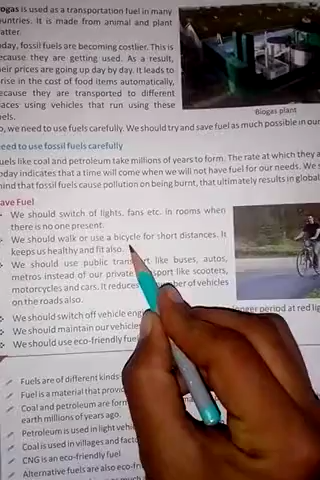 ogas is used as a transportation fuel in many
untries. It is made from animal and plant
atter.
day, fossil fuels are becoming costlier. This is
ecause they are getting used. As a result,
eir prices are going up day by day. It leads to
rise in the cost of food items automatically,
ecause they are transported to different
aces using vehicles that run using these
els.
Biogas plant
o, we need to use fuels carefully. We should try and save fuel as much possible in our
eed to use fossil fuels carefully
uels like coal and petroleum take millions of years to form. The rate at which they a
oday indicates that a time will come when we will not have fuel for our needs. We s
ind that fossil fuels cause pollution on being burnt, that ultimately results in global
ave Fuel
We should switch of lights, fans etc. in rooms when
there is no one present.
We should walk or use a bicycle for short distances. It
keeps us healthy and fit also.
We should use public transport like buses, autos,
metros instead of our private sport like scooters,
motorcycles and cars. It reduces ber of vehicles
on the roads also.
We should switch off vehicle eng onger period at red lig
We should maintain our vehicle
We should use eco-friendly fuel
Fuels are of different kinds-
Fuel is a material that provi
Coal and petroleum are form
earth millions of years ago.
Petroleum is used in light vehi
Coal is used in villages and facto
CNG is an eco-friendly fuel
Alternative fuels are also eco-fr